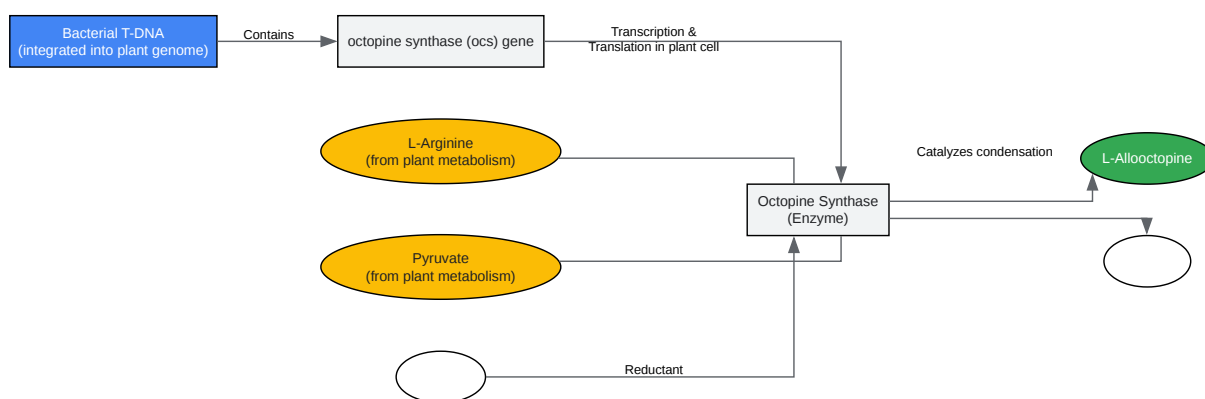 Bacterial T-DNA
(integrated into plant genome)
Contains
octopine synthase (ocs) gene
Transcription &
Translation in plant cell
L-Arginine
(from plant metabolism)
Catalyzes condensation
L-Allooctopine
Octopine Synthase
(Enzyme)
Pyruvate
(from plant metabolism)
Reductant